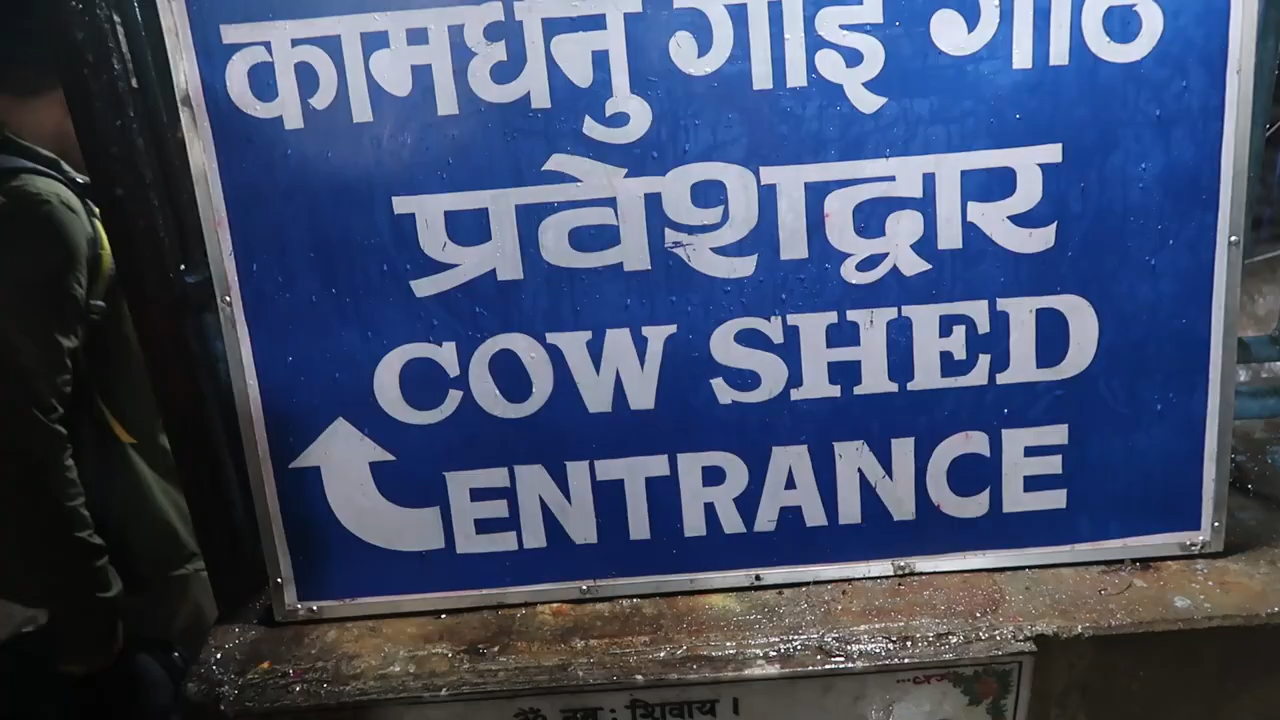 कामधेनु गाई गोठ
प्रवेशद्वार
COW SHED
ENTRANCE
ॐ नमः शिवाय।